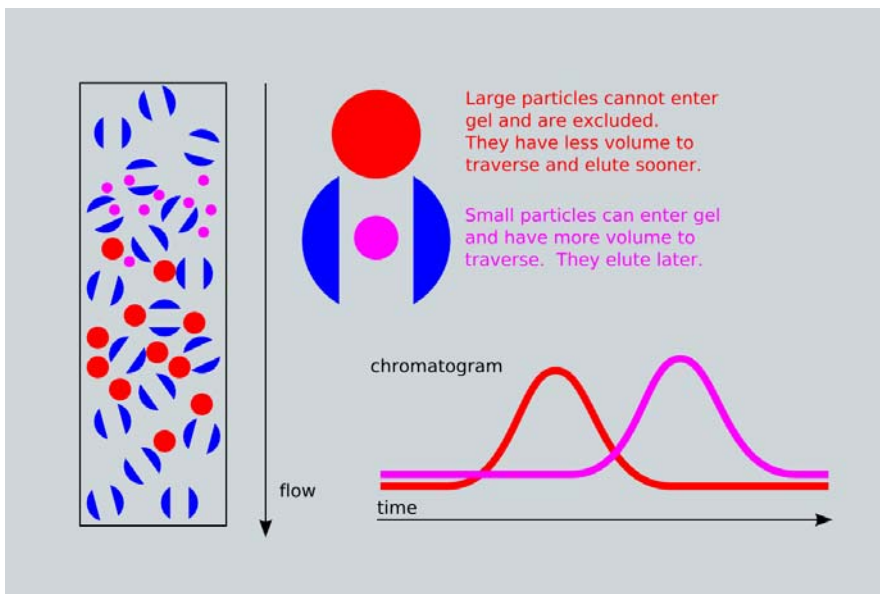 Large particles cannot enter
gel and are excluded.
They have less volume to
traverse and elute sooner.
Small particles can enter gel
and have more volume to
traverse.  They elute later.
chromatogram
flow
time